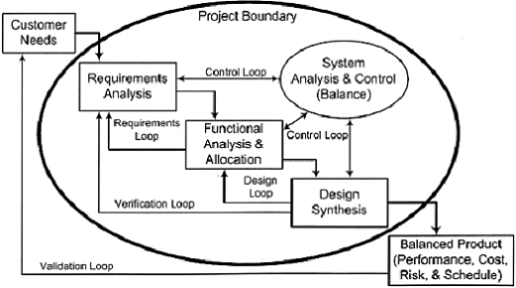 Project Boundary
Customer
Needs
Requirements
Analysis
Control Loop
System
Analysis & Control
(Balance)
Requirements
Loop
Functional
Analysis &
Allocation
Control Loop
Design
Loop
Verification Loop
Design
Synthesis
Balanced Product
(Performance, Cost,
Risk, & Schedule)
Validation Loop